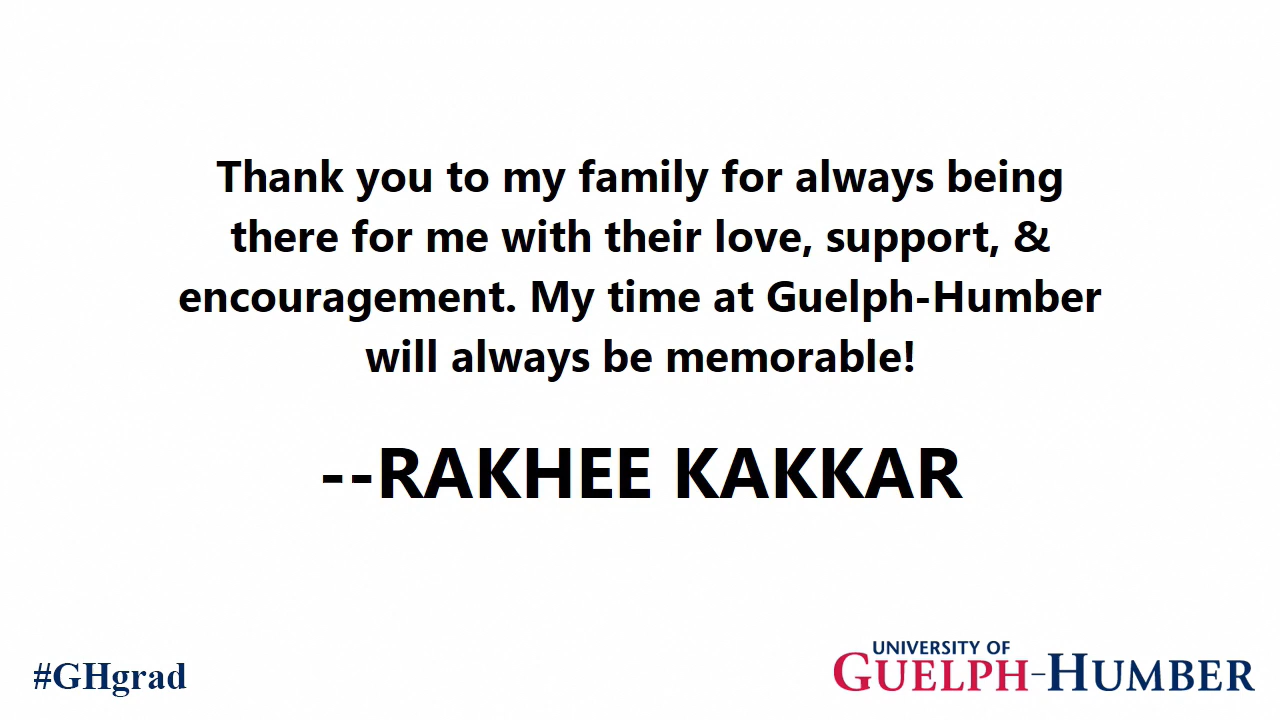 Thank you to my family for always being
there for me with their love, support, &
encouragement. My time at Guelph-Humber
will always be memorable!
--RAKHEE KAKKAR
#GHgrad
UNIVERSITY OF
GUELPH-HUMBER